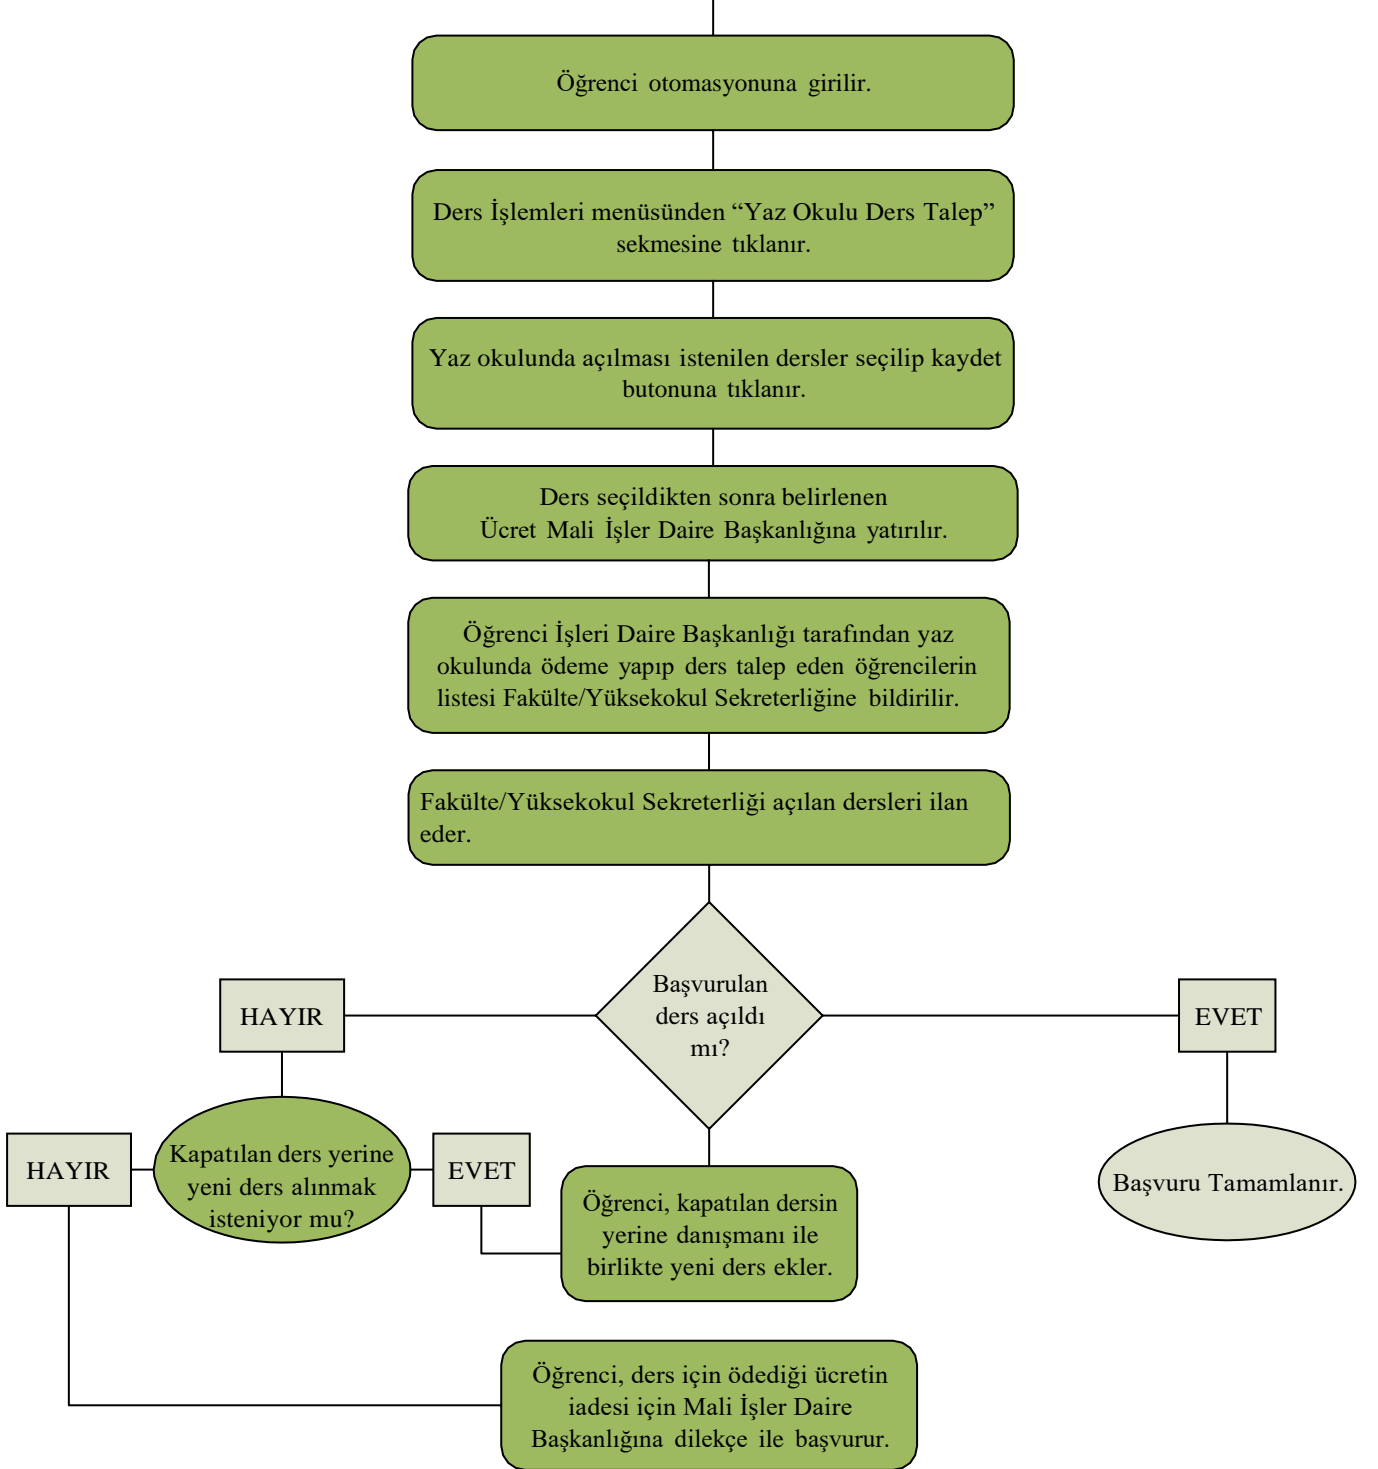 Öğrenci otomasyonuna girilir.
Ders İşlemleri menüsünden “Yaz Okulu Ders Talep”
sekmesine tıklanır.
Yaz okulunda açılması istenilen dersler seçilip kaydet
butonuna tıklanır.
Ders seçildikten sonra belirlenen
Ücret Mali İşler Daire Başkanlığına yatırılır.
Öğrenci İşleri Daire Başkanlığı tarafından yaz
okulunda ödeme yapıp ders talep eden öğrencilerin
listesi Fakülte/Yüksekokul Sekreterliğine bildirilir.
Fakülte/Yüksekokul Sekreterliği açılan dersleri ilan
eder.
Başvurulan
ders açıldı
mı?
HAYIR
EVET
HAYIR
Kapatılan ders yerine
yeni ders alınmak
isteniyor mu?
EVET
Öğrenci, kapatılan dersin
yerine danışmanı ile
birlikte yeni ders ekler.
Başvuru Tamamlanır.
Öğrenci, ders için ödediği ücretin
iadesi için Mali İşler Daire
Başkanlığına dilekçe ile başvurur.